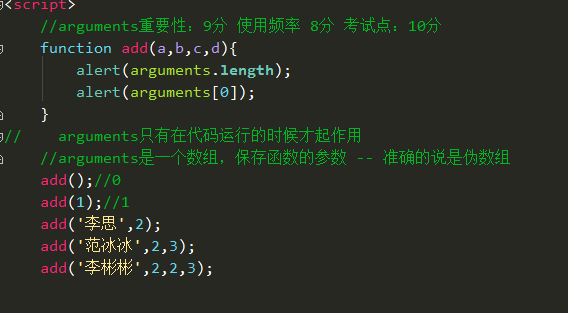 <script>
//arguments重要性：9分 使用频率 8分 考试点：10分
function add(a,b,c,d){
alert(arguments.length);
alert(arguments[0]);
}
// arguments只有在代码运行的时候才起作用
//arguments是一个数组，保存函数的参数 -- 准确的说是伪数组
add();//0
add(1);//1
add('李思',2);
add('范冰冰',2,3);
add('李彬彬',2,2,3);